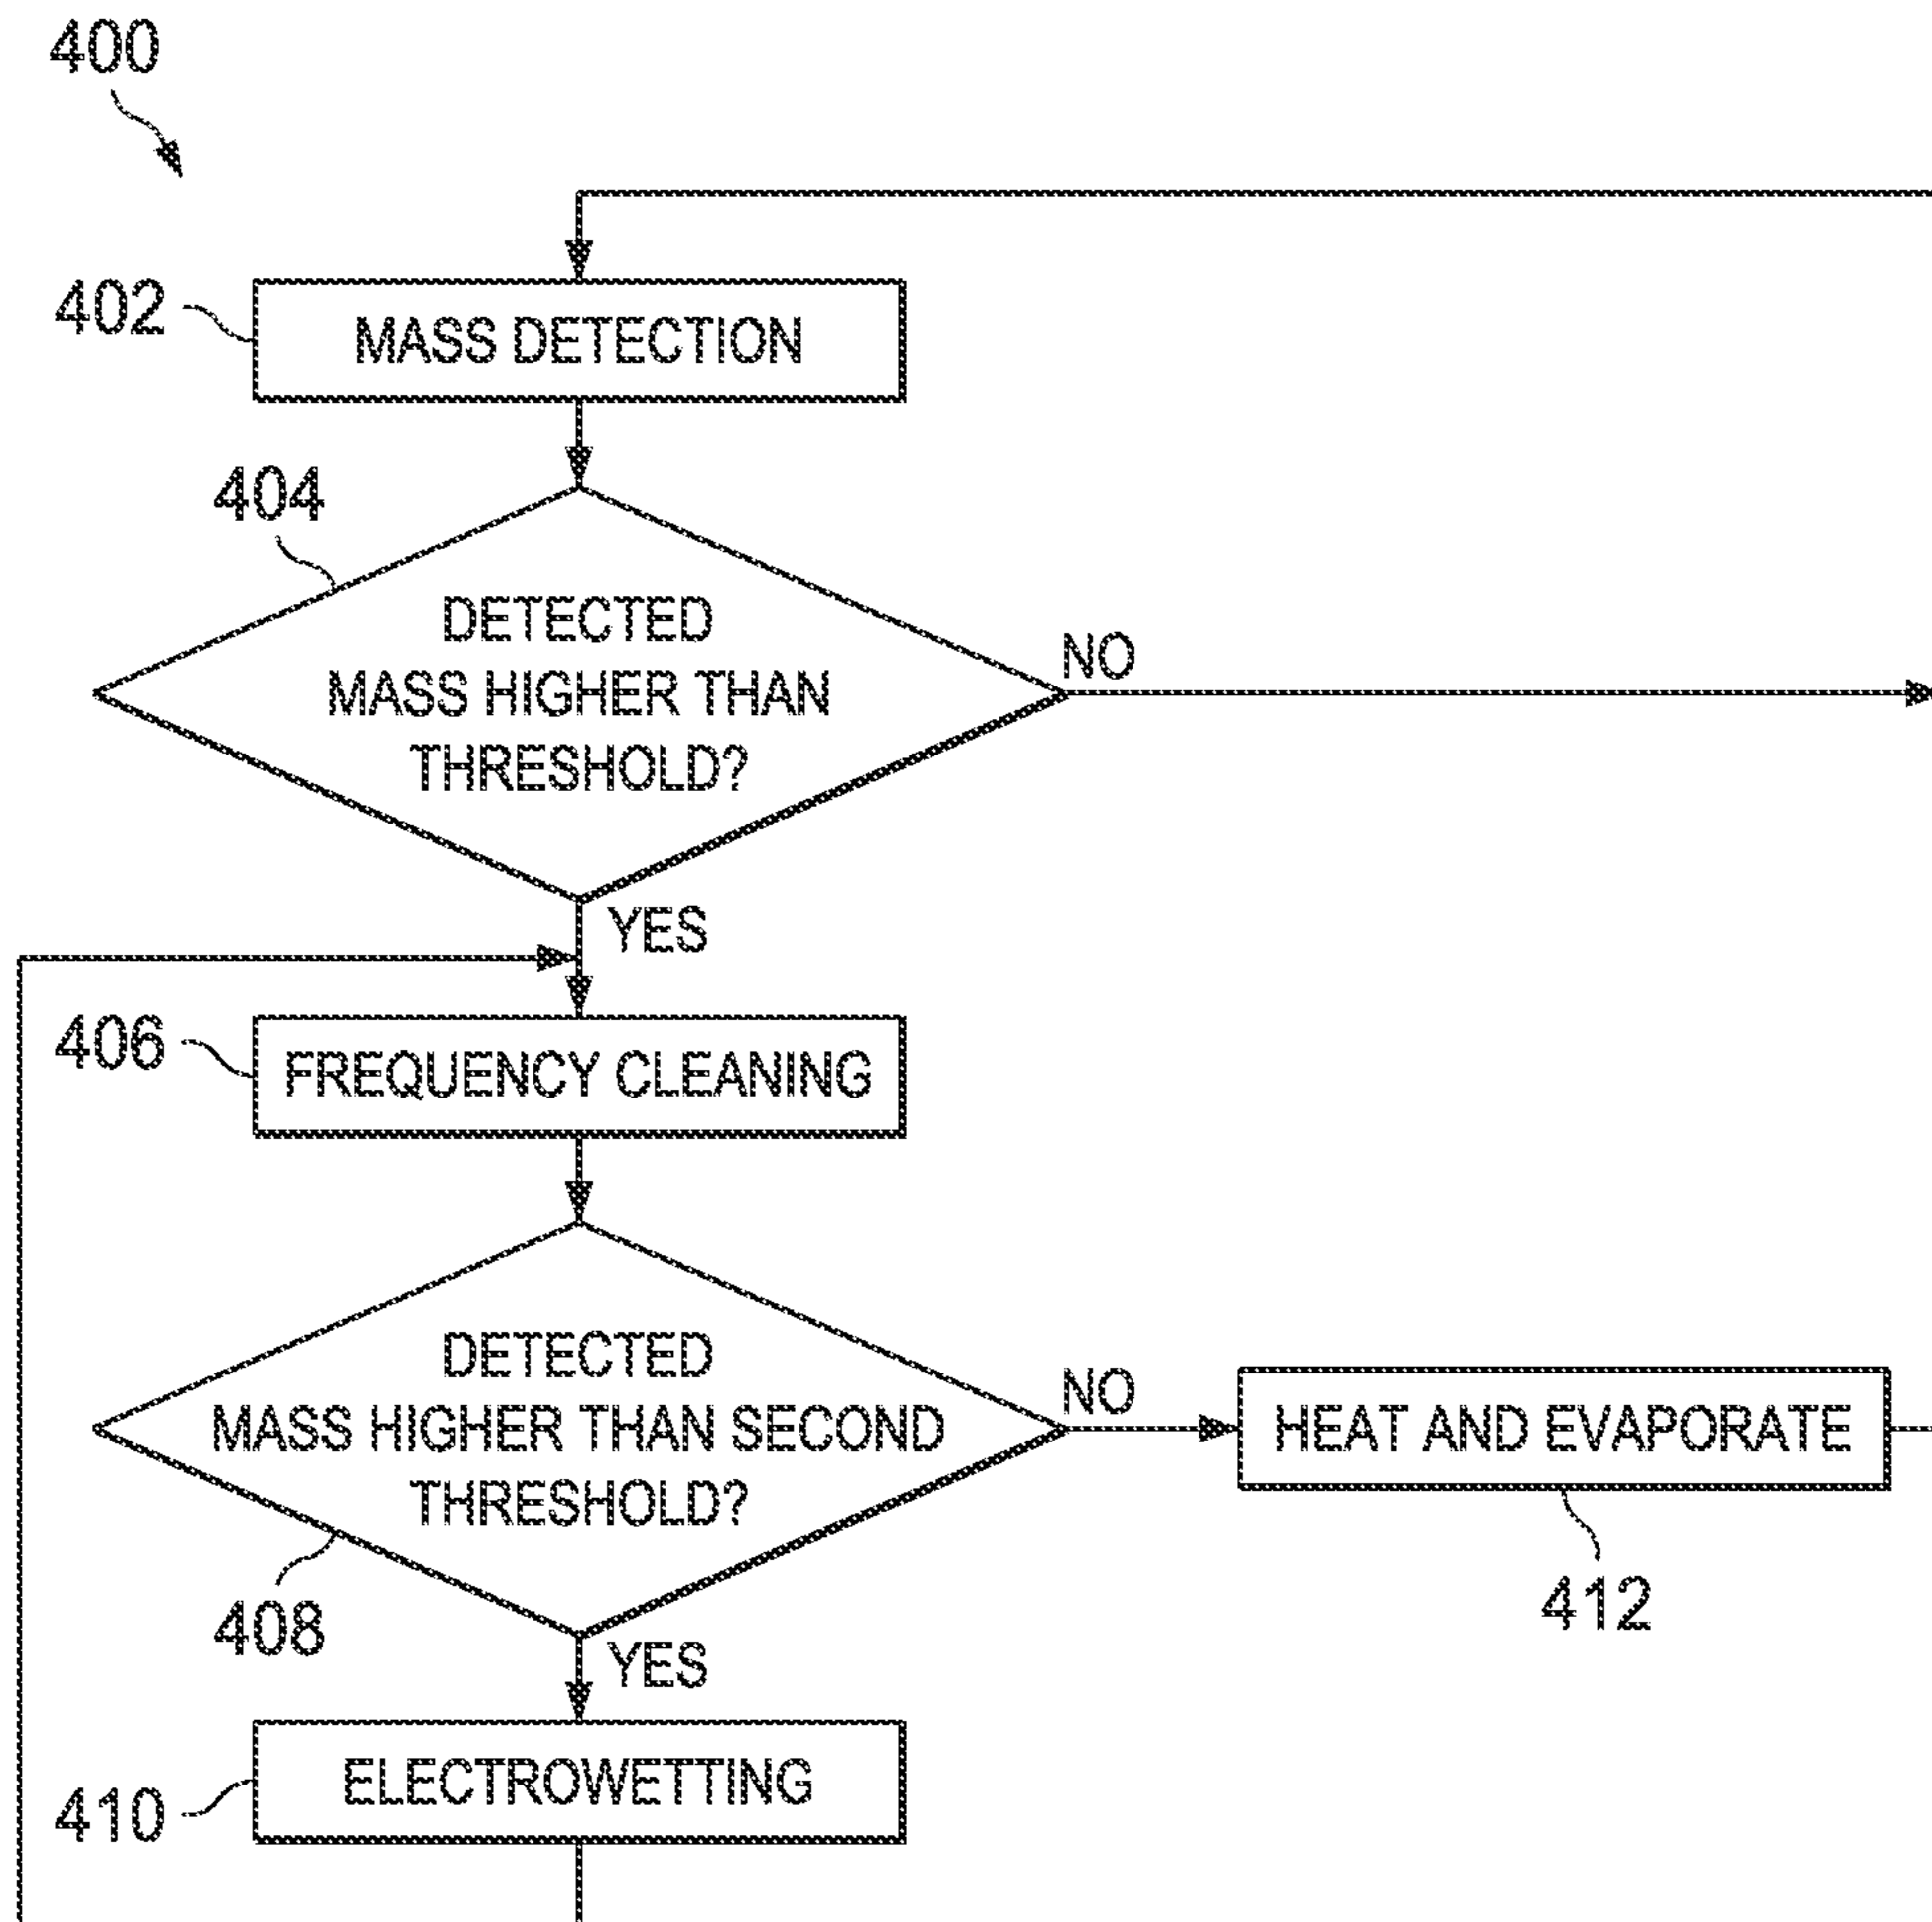 400
402
MASS DETECTION
404
DETECTED
MASS HIGHER THAN
THRESHOLD?
NO
YES
406
FREQUENCY CLEANING
DETECTED
MASS HIGHER THAN SECOND
THRESHOLD?
NO
HEAT AND EVAPORATE
412
408
YES
ELECTROWETTING
410